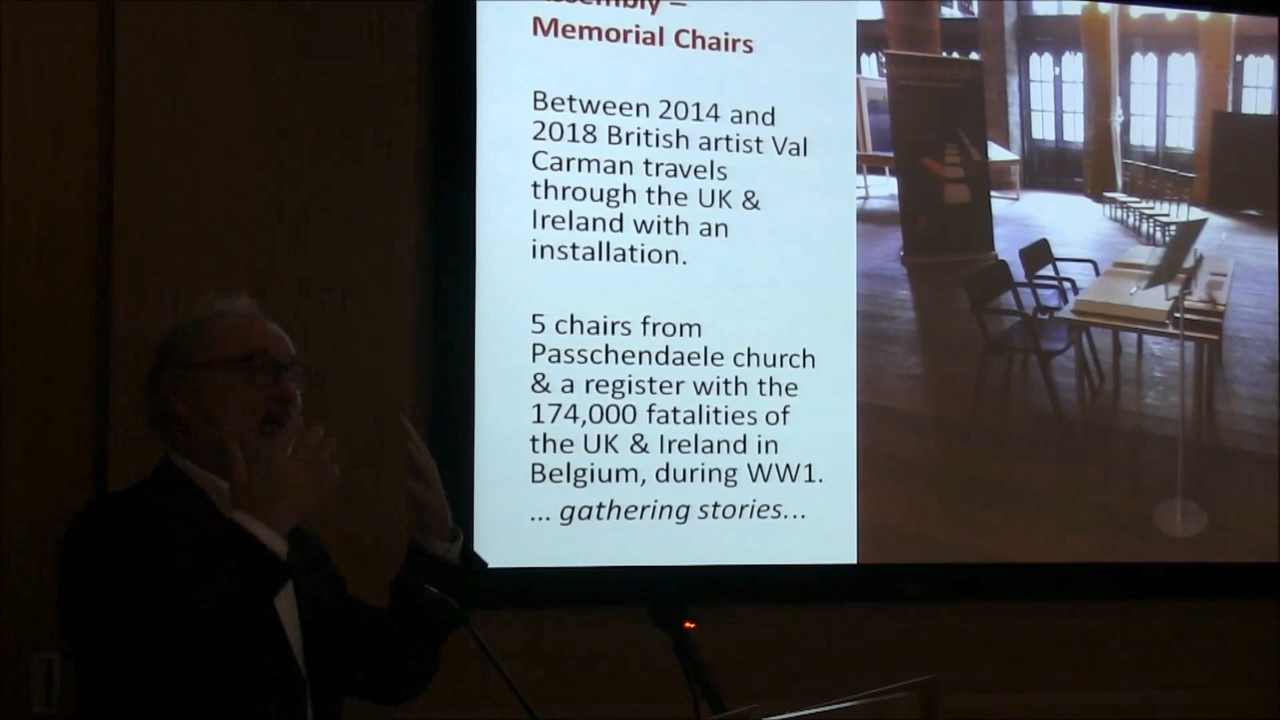 Assembly –
Memorial Chairs
Between 2014 and
2018 British artist Val
Carman travels
through the UK &
Ireland with an
installation.
5 chairs from
Passchendaele church
& a register with the
174,000 fatalities of
the UK & Ireland in
Belgium, during WW1.
... gathering stories...